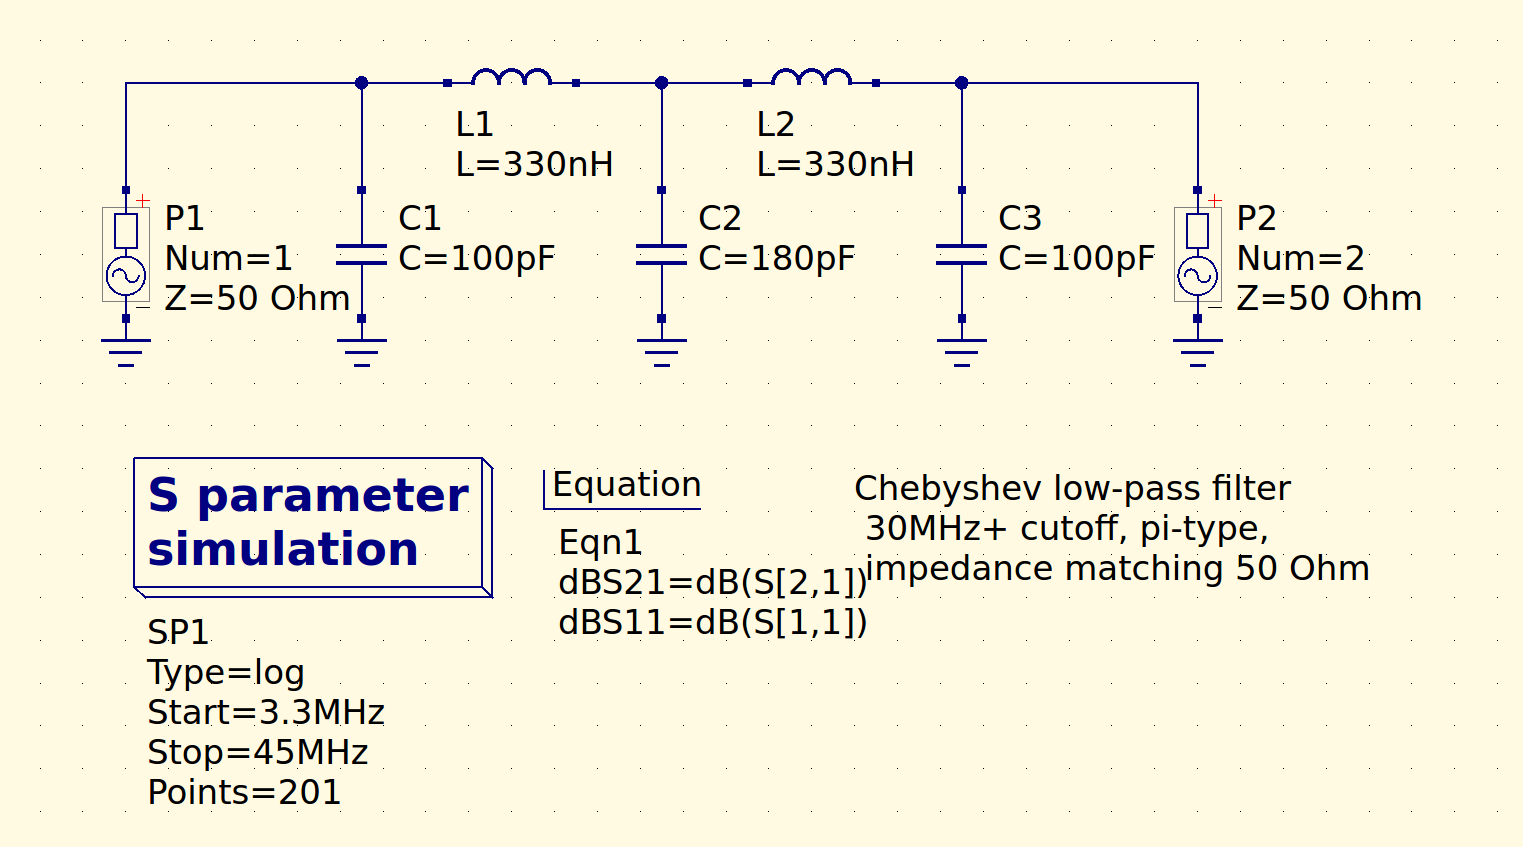 L1
L=330nH
L2
L=330nH
+
P1
Num=1
Z=50 Ohm
−
C1
C=100pF
C2
C=180pF
C3
C=100pF
+
P2
Num=2
Z=50 Ohm
−
S parameter
simulation
SP1
Type=log
Start=3.3MHz
Stop=45MHz
Points=201
Equation
Eqn1
dBS21=dB(S[2,1])
dBS11=dB(S[1,1])
Chebyshev low-pass filter
30MHz+ cutoff, pi-type,
impedance matching 50 Ohm